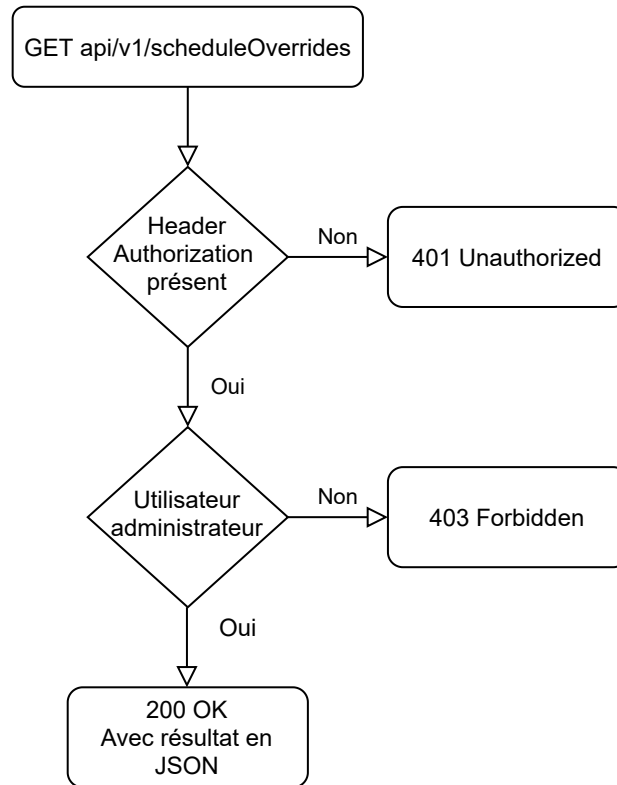 GET api/v1/scheduleOverrides
Header
Authorization
présent
Non
401 Unauthorized
Oui
Utilisateur
administrateur
Non
403 Forbidden
Oui
200 OK
Avec résultat en
JSON